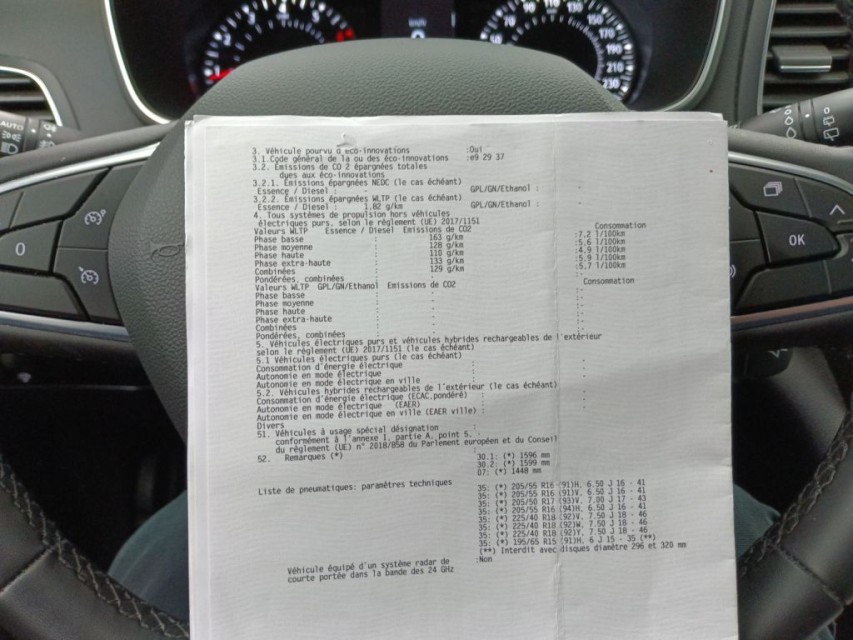 AUTO
0
OK
70
90
150
170
190
210
230
3. Véhicule pourvu d'éco-innovations :Oui
3.1.Code général de la ou des éco-innovations :e9 29 37
3.2. Émissions de CO 2 épargnées totales
dues aux éco-innovations
3.2.1. Émissions épargnées NEDC (le cas échéant)
Essence / Diesel : - GPL/GN/Ethanol : -
3.2.2. Émissions épargnées WLTP (le cas échéant)
Essence / Diesel : 1,82 g/km GPL/GN/Ethanol : -
4. Tous systèmes de propulsion hors véhicules
électriques purs, selon le règlement (UE) 2017/1151
Valeurs WLTP Essence / Diesel Emissions de CO2 Consommation
Phase basse : 163 g/km :7.2 l/100km
Phase moyenne : 128 g/km :5.6 l/100km
Phase haute : 110 g/km :4.9 l/100km
Phase extra-haute : 133 g/km :5.9 l/100km
Combinées : 129 g/km :5.7 l/100km
Pondérées, combinées : - :-
Valeurs WLTP GPL/GN/Ethanol Emissions de CO2 Consommation
Phase basse : - :-
Phase moyenne : - :-
Phase haute : - :-
Phase extra-haute : - :-
Combinées : - :-
Pondérées, combinées : - :-
5. Véhicules électriques purs et véhicules hybrides rechargeables de l'extérieur
selon le règlement (UE) 2017/1151 (le cas échéant)
5.1 Véhicules électriques purs (le cas échéant)
Consommation d'énergie électrique : -
Autonomie en mode électrique : -
Autonomie en mode électrique en ville : -
5.2. Véhicules hybrides rechargeables de l'extérieur (le cas échéant)
Consommation d'énergie électrique (ECAC,pondéré) : -
Autonomie en mode électrique (EAER) : -
Autonomie en mode électrique en ville (EAER ville) : -
Divers
51. Véhicules à usage spécial désignation :
conformément à l'annexe I, partie A, point 5. -
du règlement (UE) n° 2018/858 du Parlement européen et du Conseil
52. Remarques (*) 30.1: (*) 1596 mm
30.2: (*) 1599 mm
07: (*) 1448 mm
Liste de pneumatiques: paramètres techniques 35: (*) 205/55 R16 (91)H. 6.50 J 16 - 41
35: (*) 205/55 R16 (91)V. 6.50 J 16 - 41
35: (*) 205/50 R17 (93)V. 7.00 J 17 - 43
35: (*) 205/55 R16 (94)H. 6.50 J 16 - 41
35: (*) 225/40 R18 (92)V. 7.50 J 18 - 46
35: (*) 225/40 R18 (92)W. 7.50 J 18 - 46
35: (*) 225/40 R18 (92)Y. 7.50 J 18 - 46
35: (*) 195/65 R15 (91)H. 6 J 15 - 35 (**)
(**) Interdit avec disques diamètre 296 et 320 mm
Véhicule équipé d'un système radar de :Non
courte portée dans la bande des 24 GHz